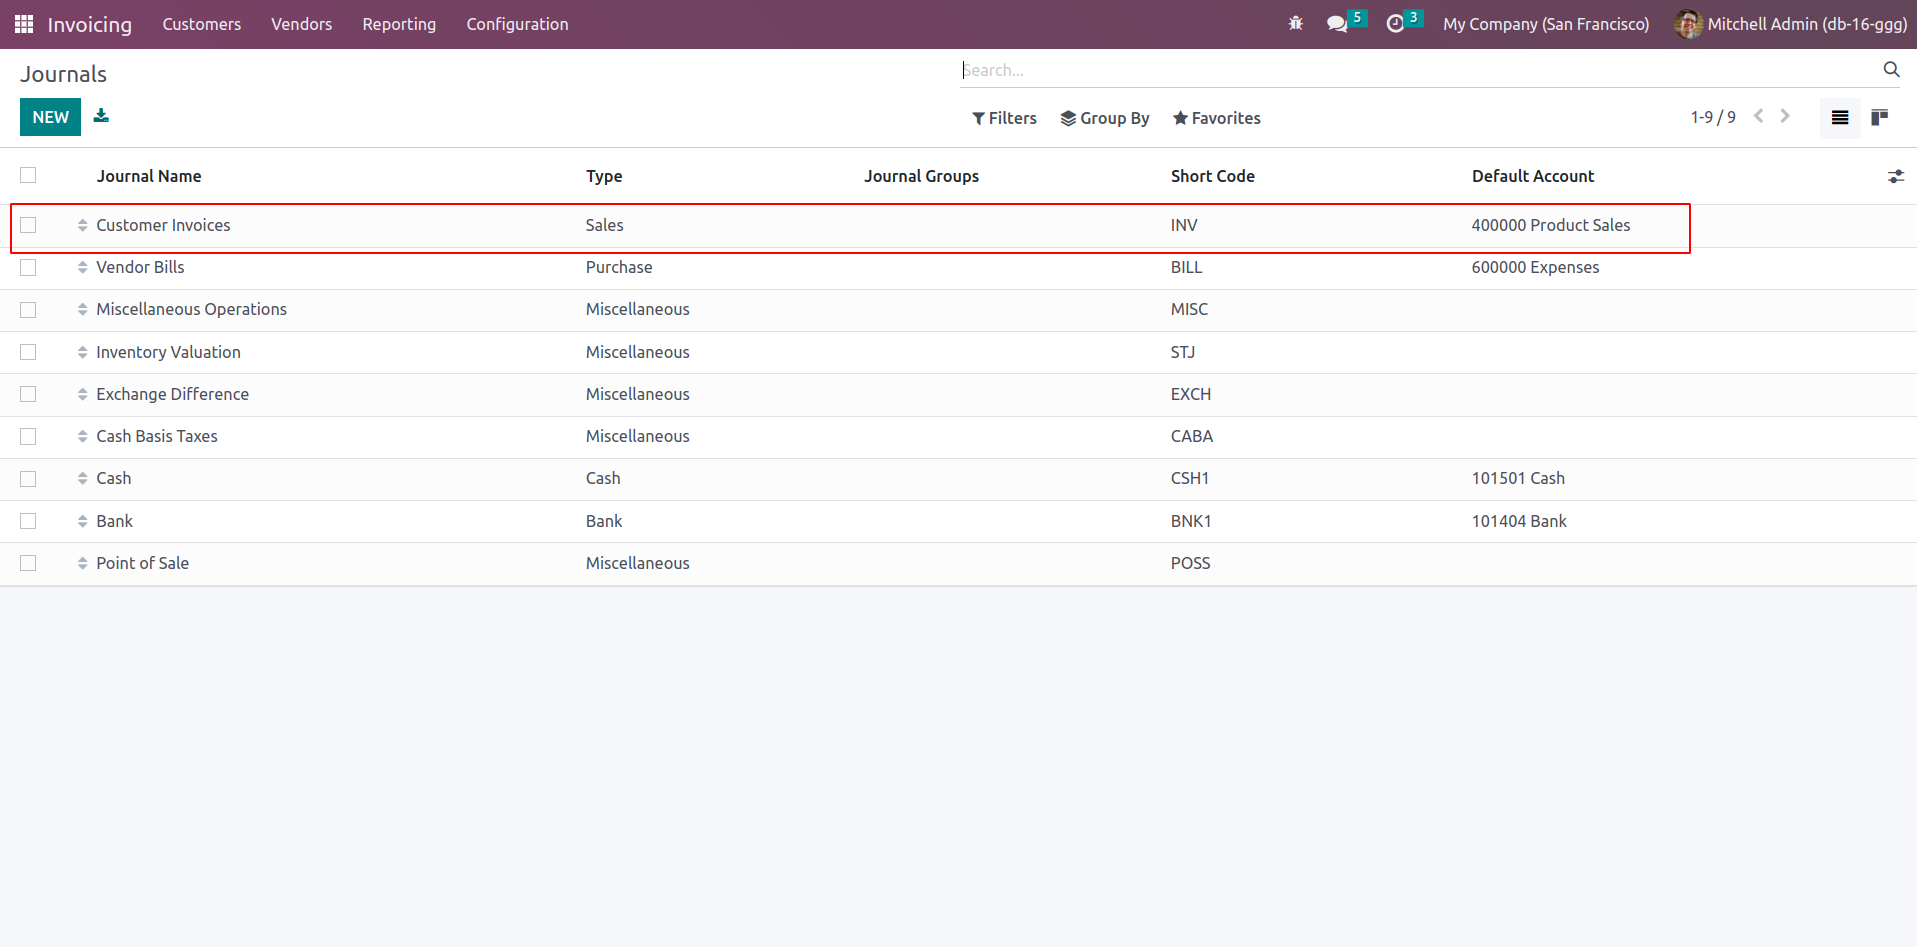 Invoicing Customers Vendors Reporting Configuration 5 3 My Company (San Francisco) Mitchell Admin (db-16-ggg)
Journals Search...
NEW Filters Group By Favorites 1-9 / 9
Journal Name Type Journal Groups Short Code Default Account
Customer Invoices Sales INV 400000 Product Sales
Vendor Bills Purchase BILL 600000 Expenses
Miscellaneous Operations Miscellaneous MISC
Inventory Valuation Miscellaneous STJ
Exchange Difference Miscellaneous EXCH
Cash Basis Taxes Miscellaneous CABA
Cash Cash CSH1 101501 Cash
Bank Bank BNK1 101404 Bank
Point of Sale Miscellaneous POSS